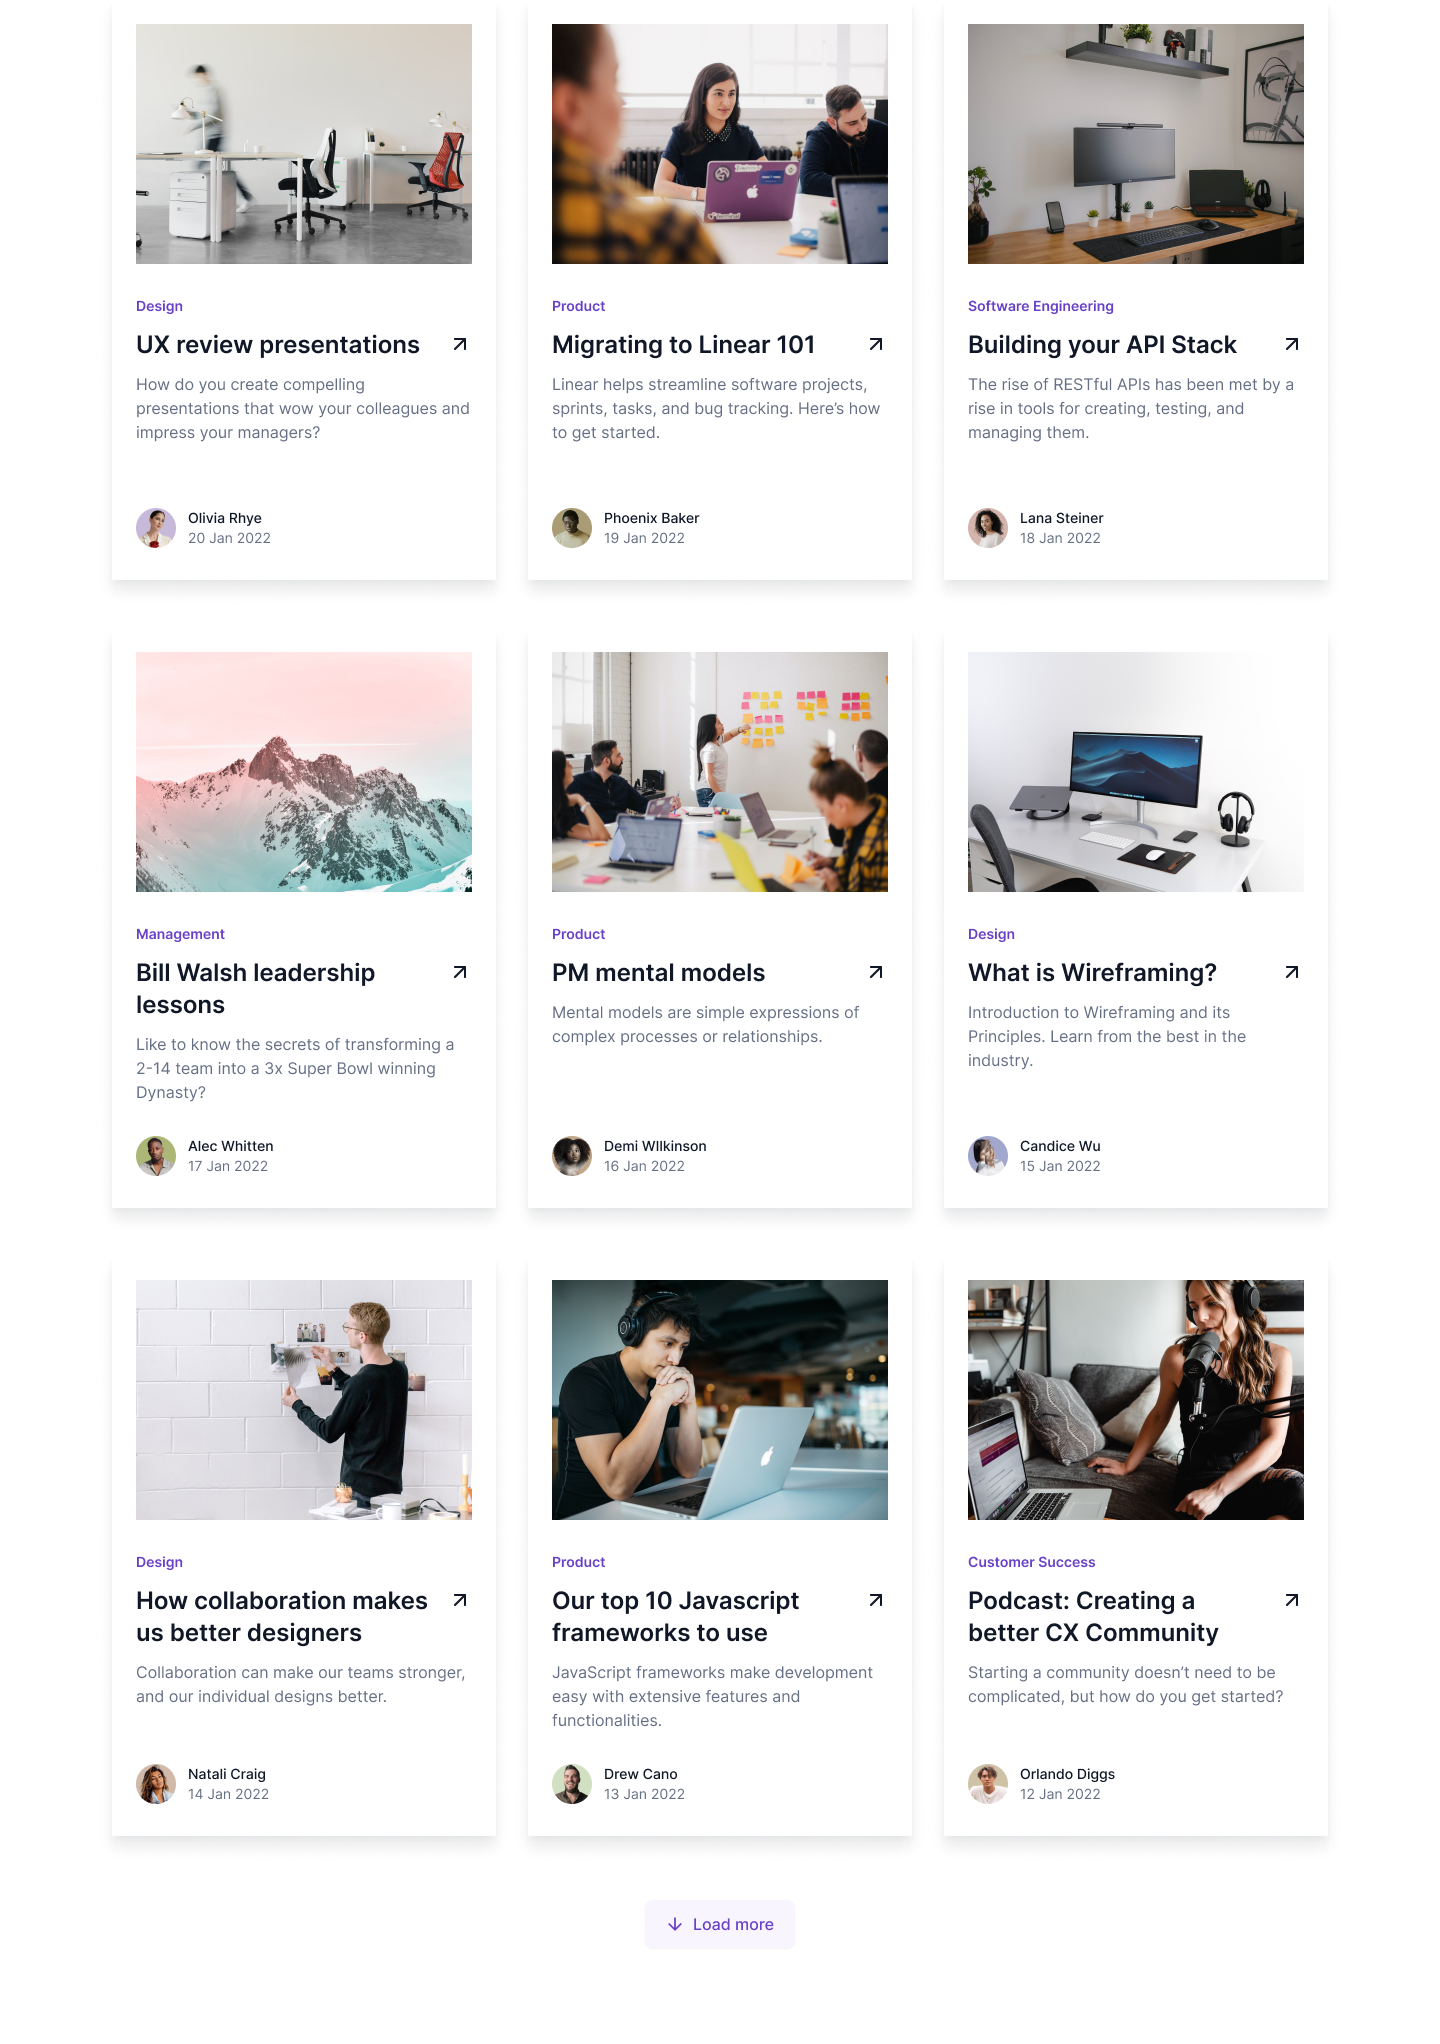 Design
UX review presentations
How do you create compelling
presentations that wow your colleagues and
impress your managers?
Olivia Rhye
20 Jan 2022
Product
Migrating to Linear 101
Linear helps streamline software projects,
sprints, tasks, and bug tracking. Here’s how
to get started.
Phoenix Baker
19 Jan 2022
Software Engineering
Building your API Stack
The rise of RESTful APIs has been met by a
rise in tools for creating, testing, and
managing them.
Lana Steiner
18 Jan 2022
Management
Bill Walsh leadership
lessons
Like to know the secrets of transforming a
2-14 team into a 3x Super Bowl winning
Dynasty?
Alec Whitten
17 Jan 2022
Product
PM mental models
Mental models are simple expressions of
complex processes or relationships.
Demi WIlkinson
16 Jan 2022
Design
What is Wireframing?
Introduction to Wireframing and its
Principles. Learn from the best in the
industry.
Candice Wu
15 Jan 2022
Design
How collaboration makes
us better designers
Collaboration can make our teams stronger,
and our individual designs better.
Natali Craig
14 Jan 2022
Product
Our top 10 Javascript
frameworks to use
JavaScript frameworks make development
easy with extensive features and
functionalities.
Drew Cano
13 Jan 2022
Customer Success
Podcast: Creating a
better CX Community
Starting a community doesn’t need to be
complicated, but how do you get started?
Orlando Diggs
12 Jan 2022
Load more